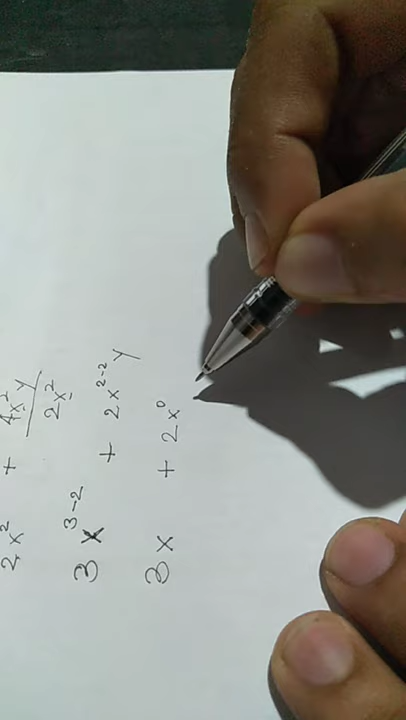 2x² + 4x²y
2x²
3x³⁻² + 2x²⁻²y
3x + 2x⁰